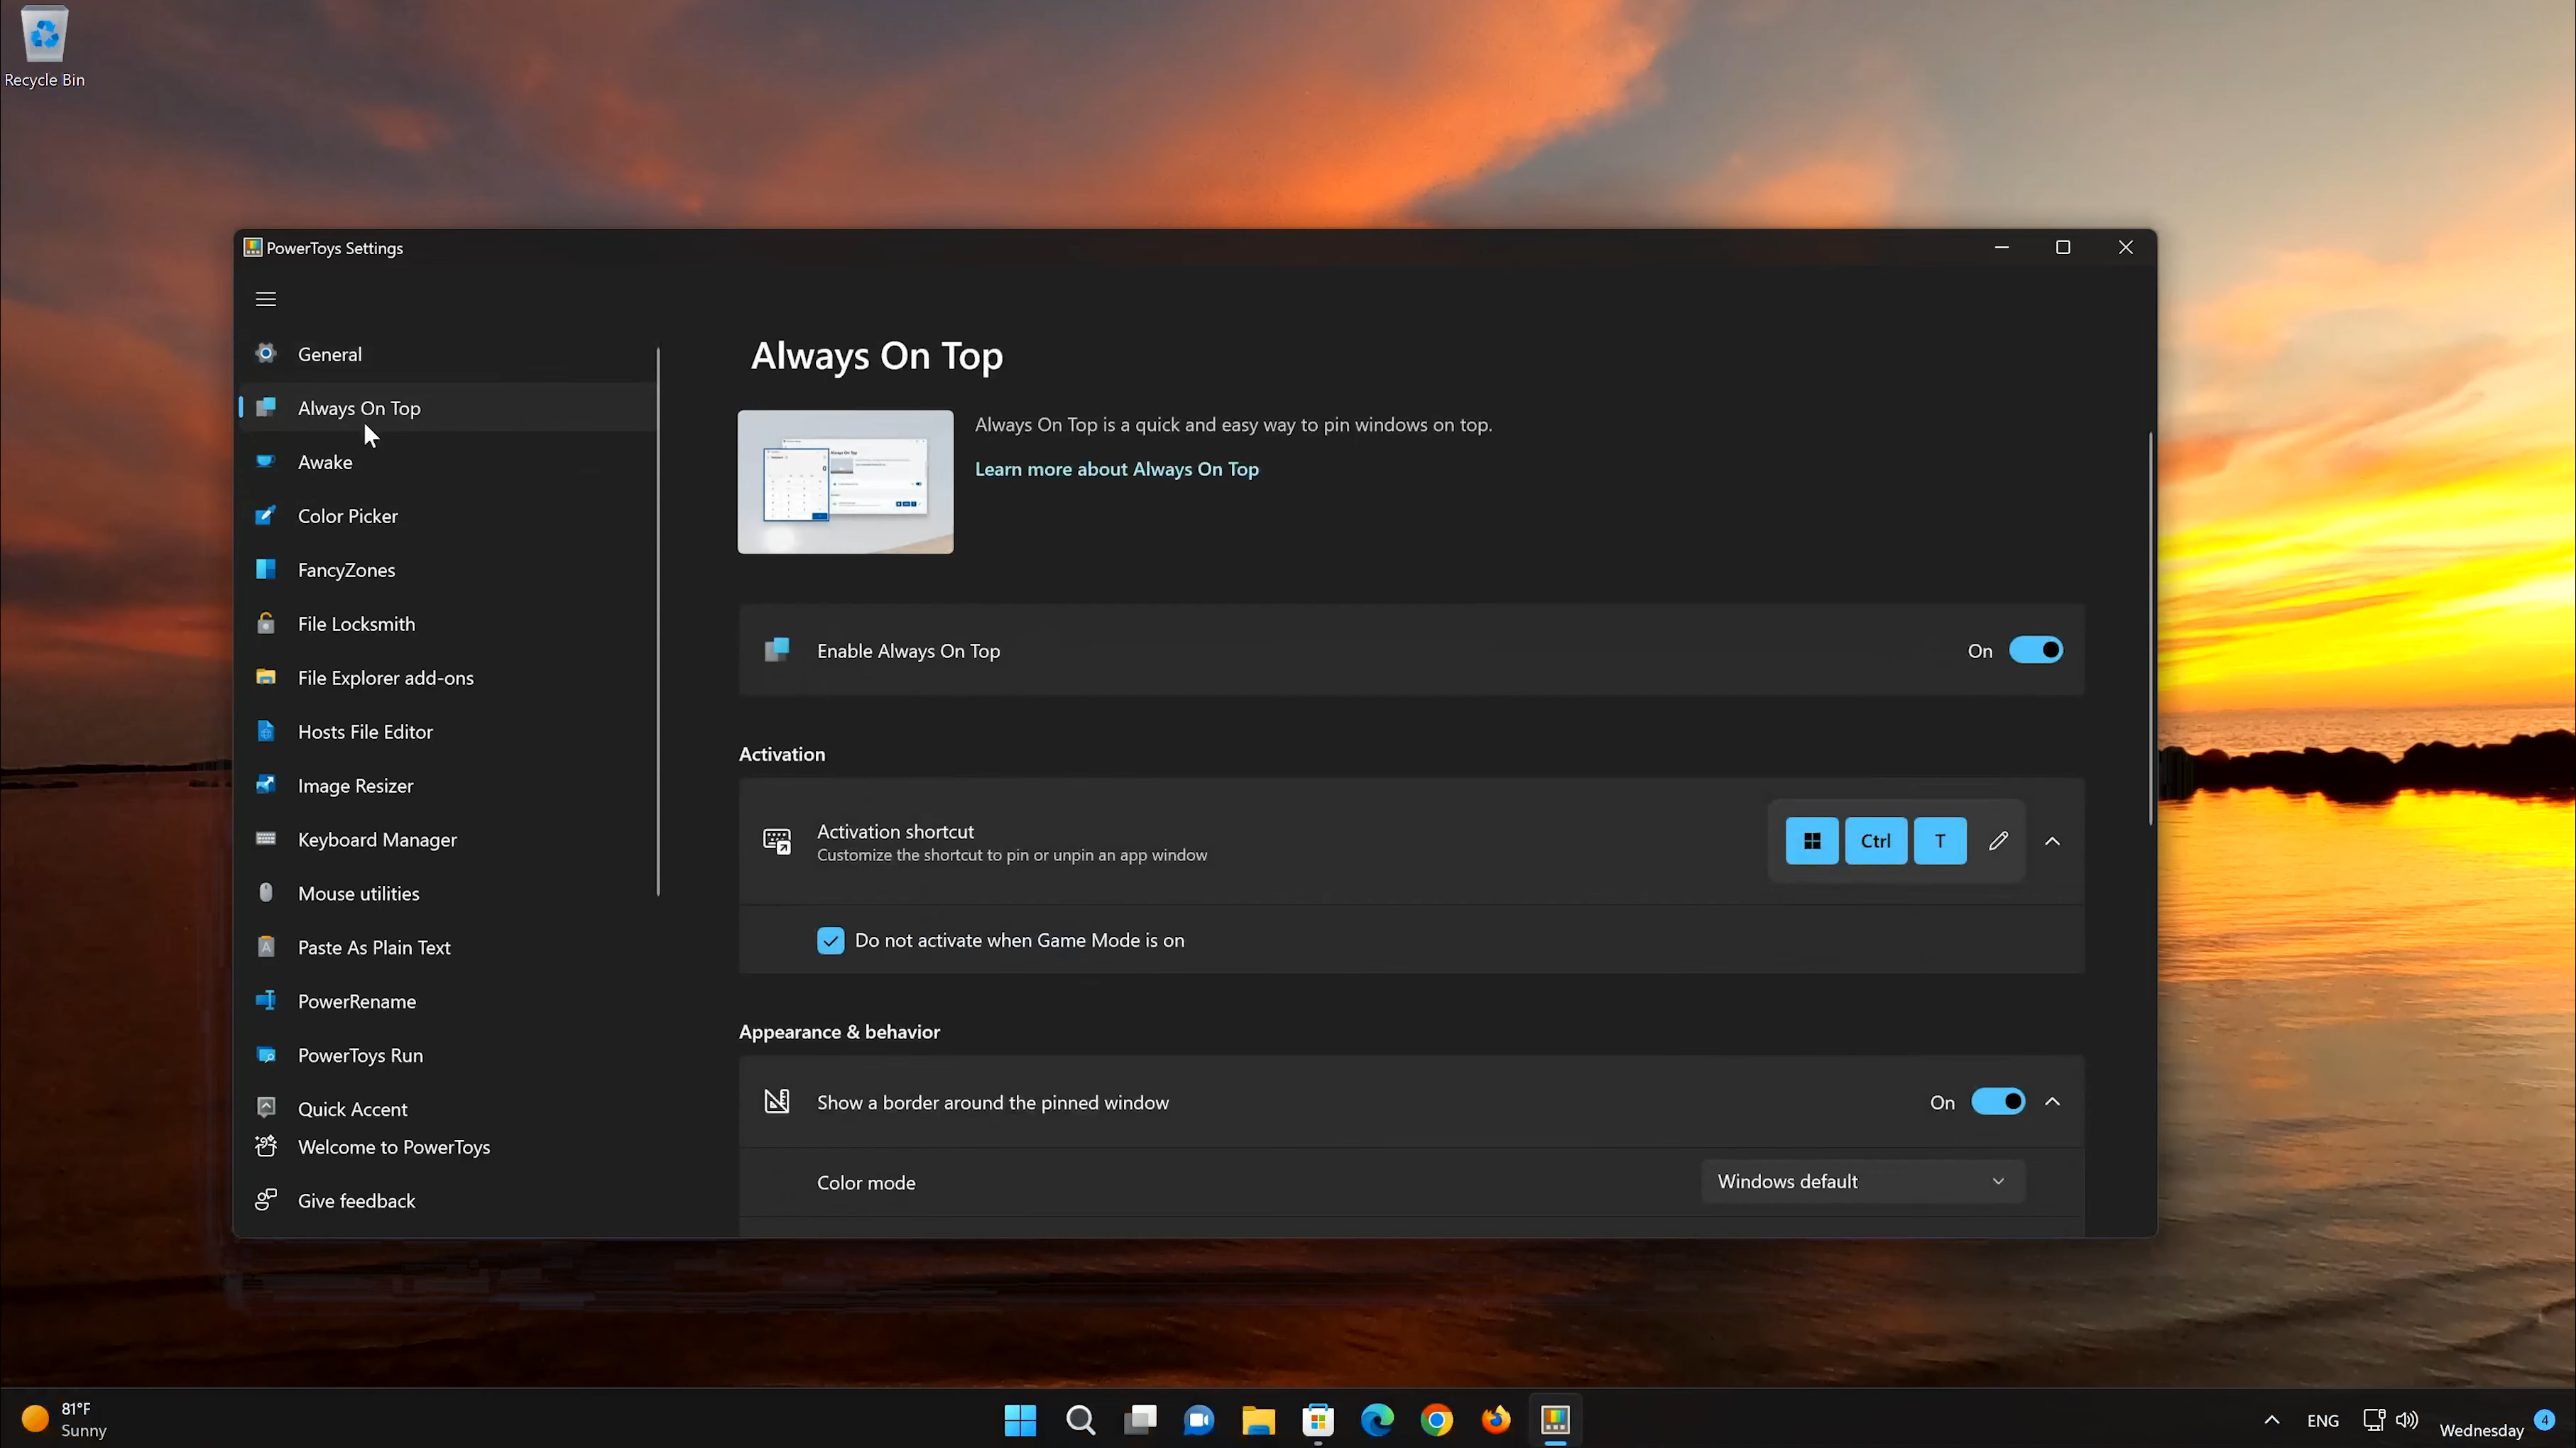 Recycle Bin
PowerToys Settings
General
Always On Top
Awake
Color Picker
FancyZones
File Locksmith
File Explorer add-ons
Hosts File Editor
Image Resizer
Keyboard Manager
Mouse utilities
Paste As Plain Text
PowerRename
PowerToys Run
Quick Accent
Welcome to PowerToys
Give feedback
Always On Top
Always On Top is a quick and easy way to pin windows on top.
Learn more about Always On Top
Enable Always On Top
On
Activation
Activation shortcut
Customize the shortcut to pin or unpin an app window
Ctrl
T
Do not activate when Game Mode is on
Appearance & behavior
Show a border around the pinned window
On
Color mode
Windows default
81°F
Sunny
ENG
Wednesday
4